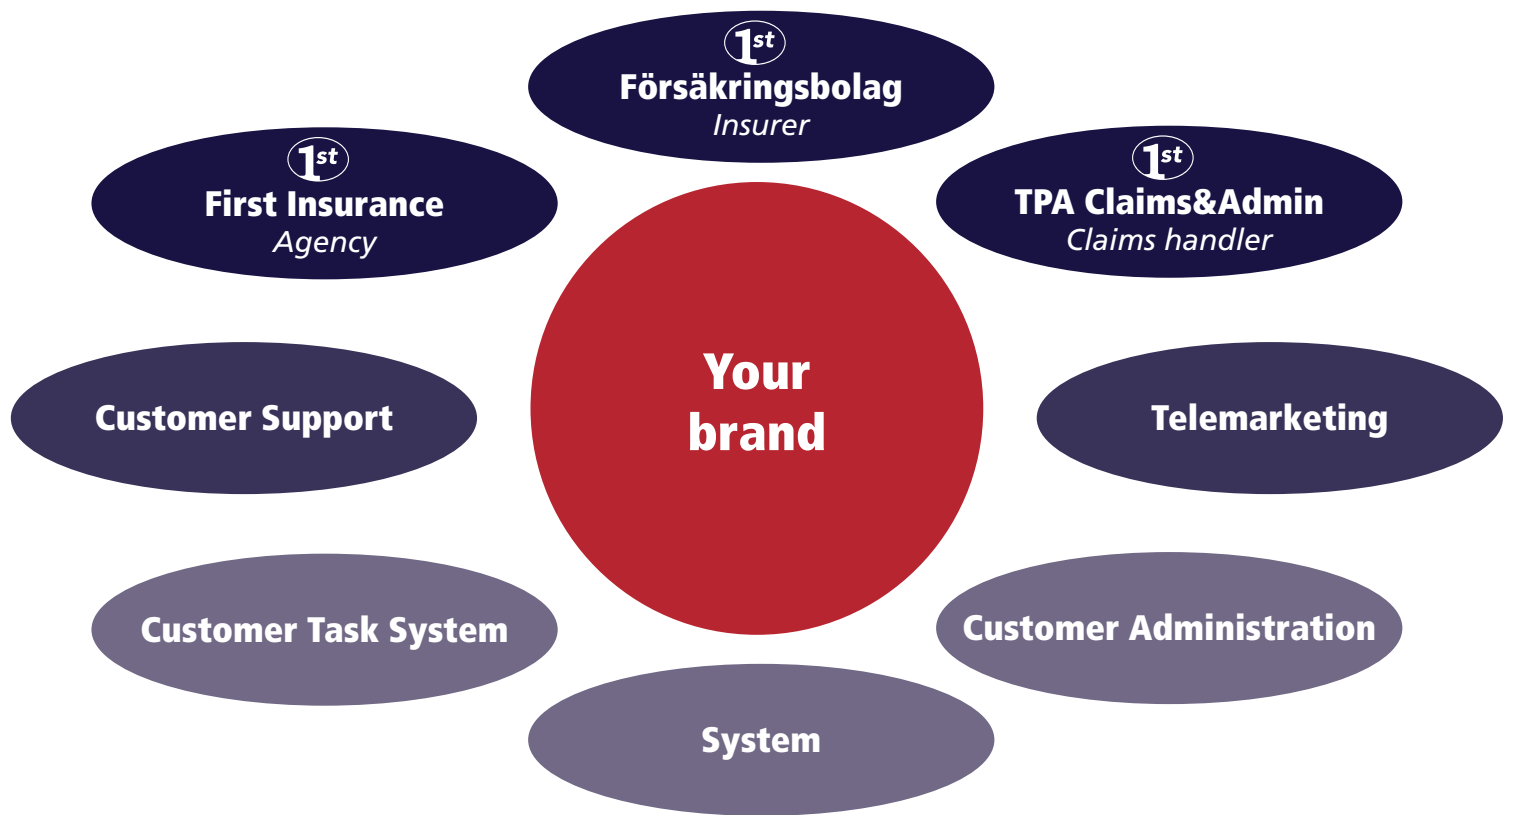 1st
Försäkringsbolag
Insurer
1st
First Insurance
Agency
1st
TPA Claims&Admin
Claims handler
Your
brand
Customer Support
Telemarketing
Customer Task System
Customer Administration
System